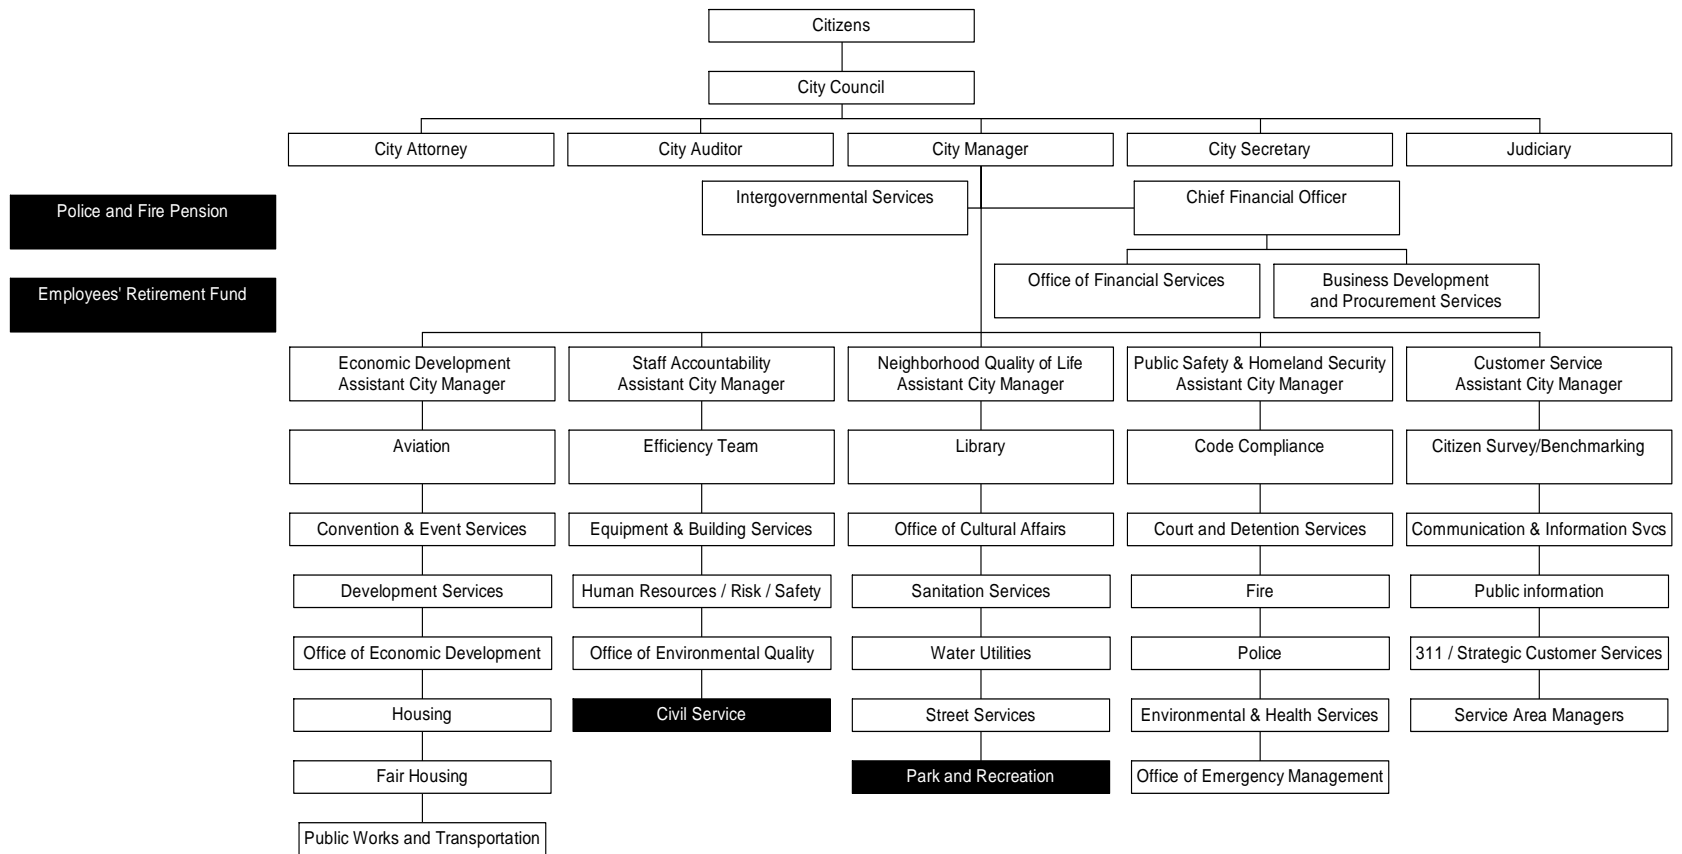 Citizens
City Council
City Attorney
City Auditor
City Manager
City Secretary
Judiciary
Police and Fire Pension
Intergovernmental Services
Chief Financial Officer
Employees' Retirement Fund
Office of Financial Services
Business Development
and Procurement Services
Economic Development
Assistant City Manager
Staff Accountability
Assistant City Manager
Neighborhood Quality of Life
Assistant City Manager
Public Safety & Homeland Security
Assistant City Manager
Customer Service
Assistant City Manager
Aviation
Efficiency Team
Library
Code Compliance
Citizen Survey/Benchmarking
Convention & Event Services
Equipment & Building Services
Office of Cultural Affairs
Court and Detention Services
Communication & Information Svcs
Development Services
Human Resources / Risk / Safety
Sanitation Services
Fire
Public information
Office of Economic Development
Office of Environmental Quality
Water Utilities
Police
311 / Strategic Customer Services
Housing
Civil Service
Street Services
Environmental & Health Services
Service Area Managers
Fair Housing
Park and Recreation
Office of Emergency Management
Public Works and Transportation